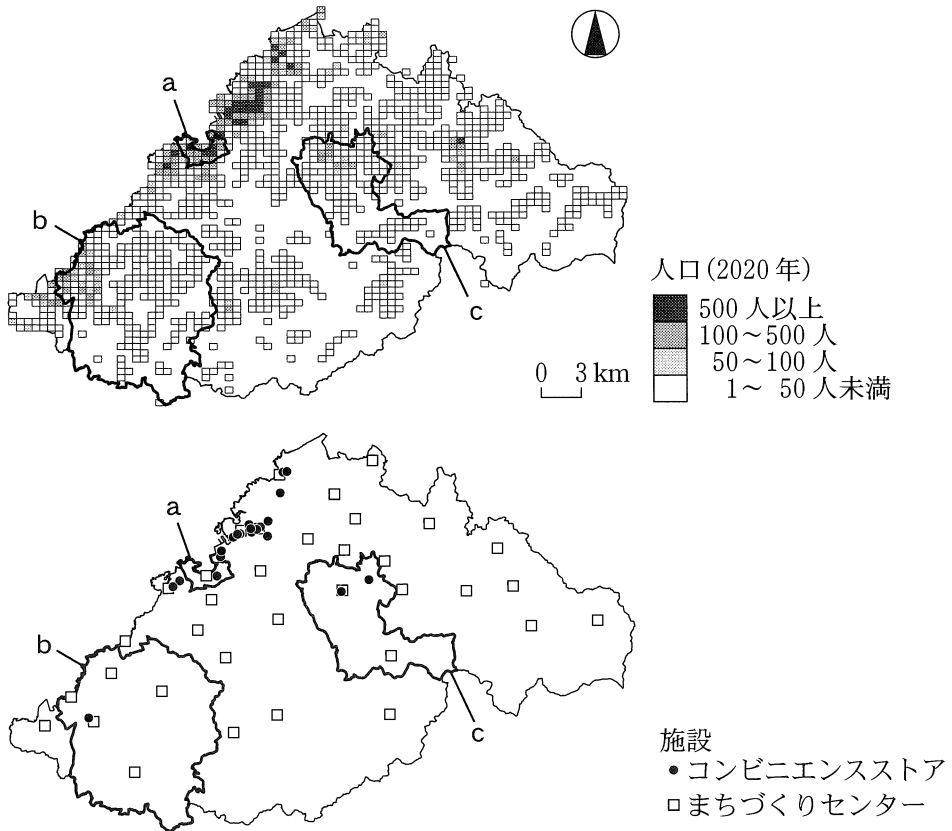 a
b
c
人口(2020年)
500人以上
100~500人
50~100人
1~ 50人未満
0 3km
a
b
c
施設
コンビニエンスストア
まちづくりセンター